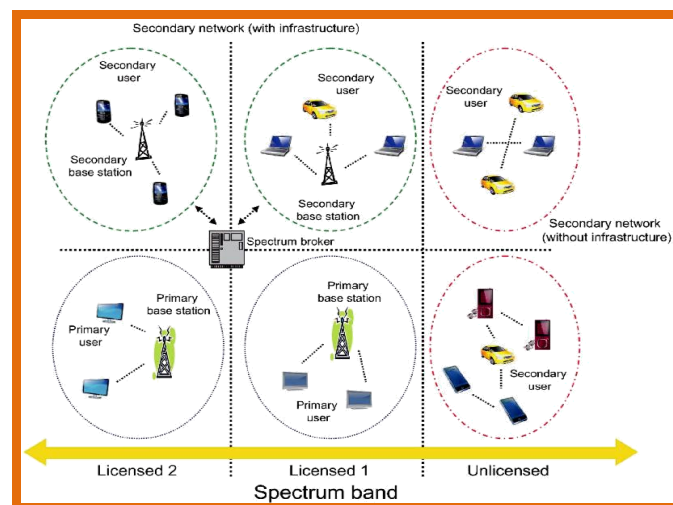 Secondary network (with infrastructure)
Secondary
user
Secondary
base station
Secondary
user
Secondary
base station
Secondary
user
Secondary network
(without infrastructure)
Spectrum broker
Primary
base station
Primary
user
Primary
base station
Primary
user
Secondary
user
Licensed 2
Licensed 1
Unlicensed
Spectrum band